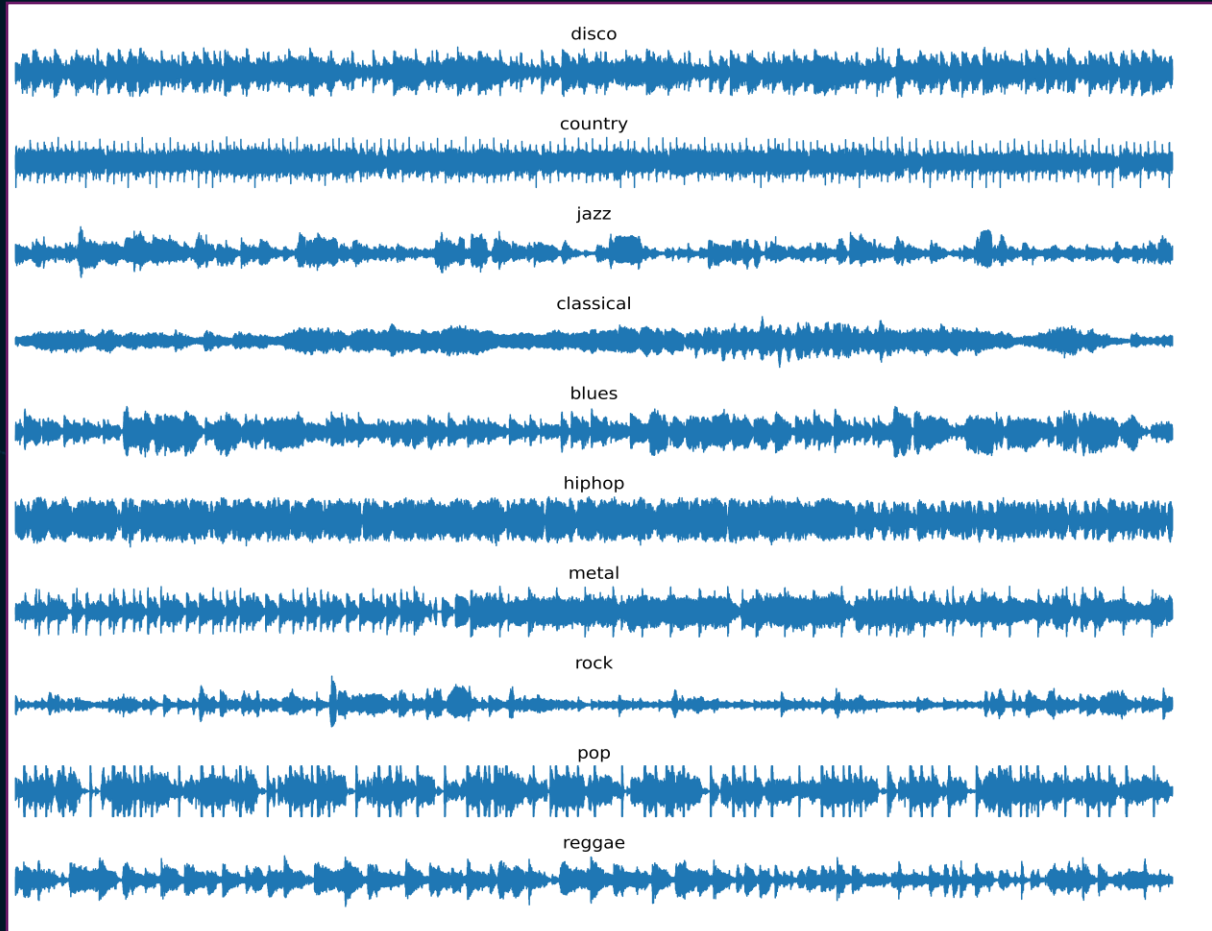 disco
country
jazz
classical
blues
hiphop
metal
rock
pop
reggae